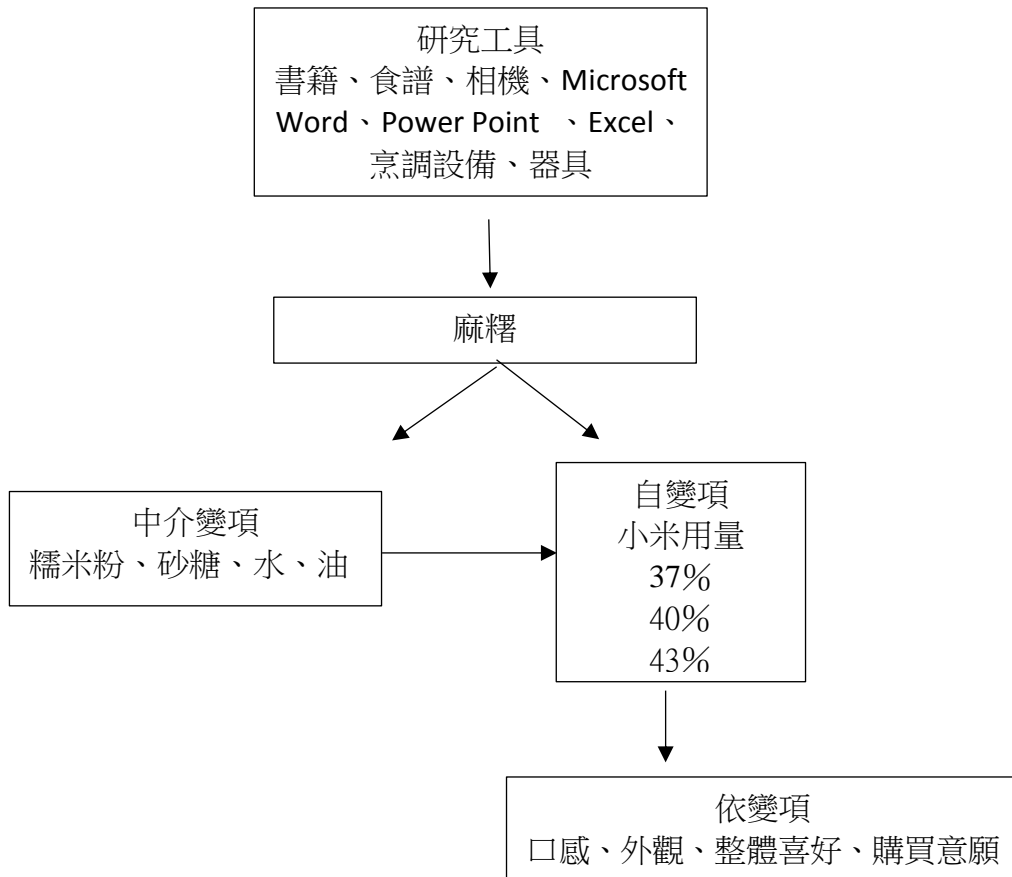 研究工具
書籍、食譜、相機、Microsoft
Word、Power Point 、Excel、
烹調設備、器具
麻糬
中介變項
糯米粉、砂糖、水、油
自變項
小米用量
37%
40%
43%
依變項
口感、外觀、整體喜好、購買意願